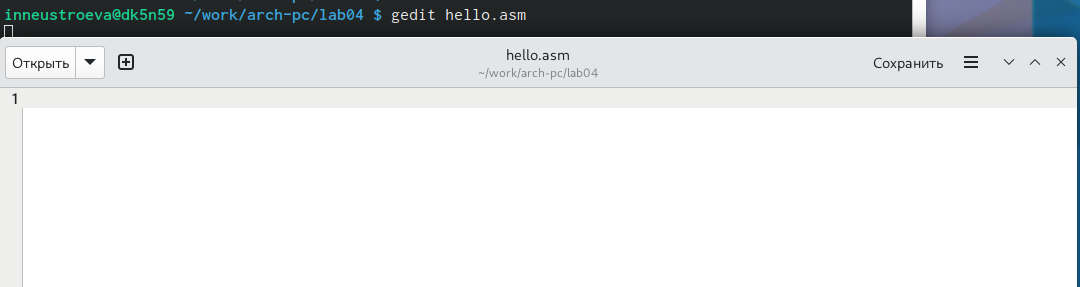 inneustroeva@dk5n59 ~/work/arch-pc/lab04 $ gedit hello.asm
Открыть
hello.asm
~/work/arch-pc/lab04
Сохранить
1